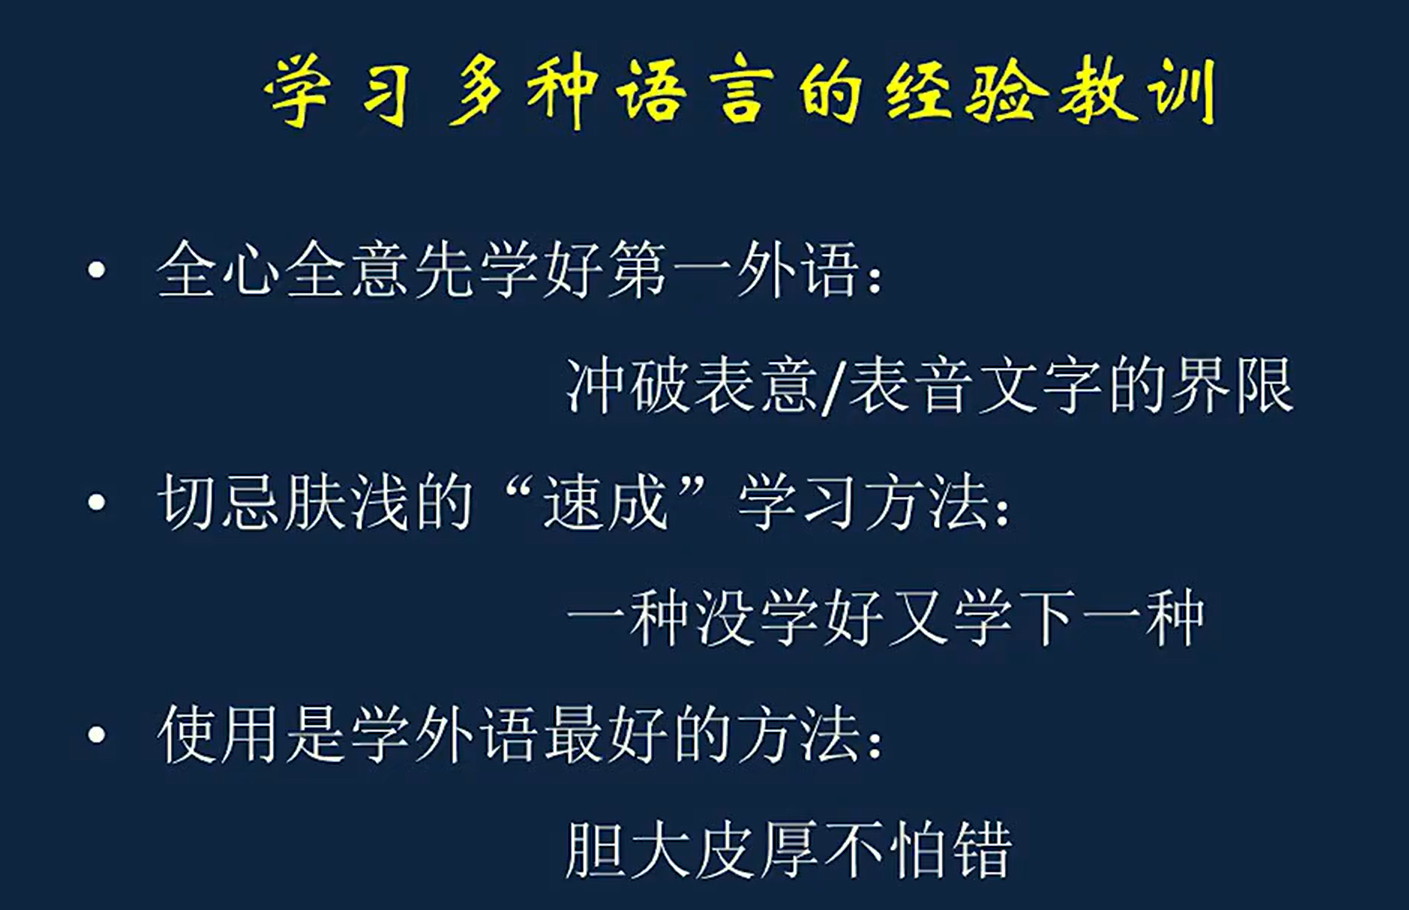 学习多种语言的经验教训
• 全心全意先学好第一外语：
冲破表意/表音文字的界限
• 切忌肤浅的“速成”学习方法：
一种没学好又学下一种
• 使用是学外语最好的方法：
胆大皮厚不怕错